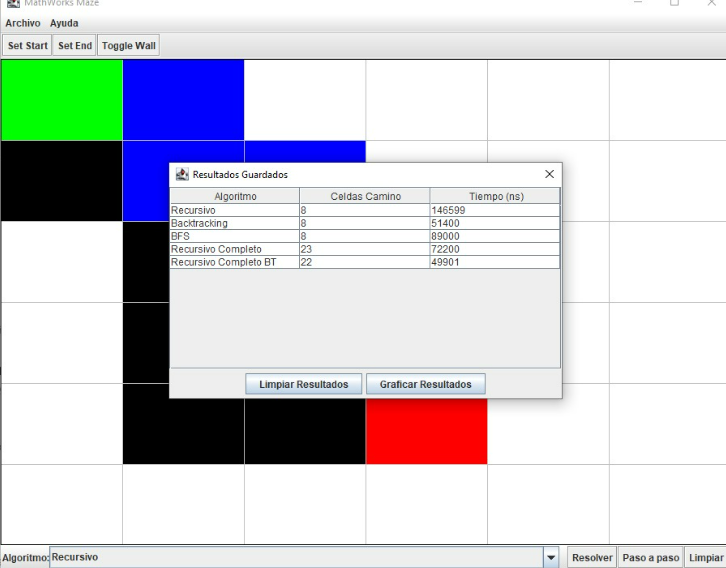 MathWorks Maze
Archivo Ayuda
Set Start Set End Toggle Wall
Resultados Guardados
Algoritmo Celdas Camino Tiempo (ns)
Recursivo 8 146599
Backtracking 8 51400
BFS 8 89000
Recursivo Completo 23 72200
Recursivo Completo BT 22 49901
Limpiar Resultados Graficar Resultados
Algoritmo: Recursivo Resolver Paso a paso Limpiar